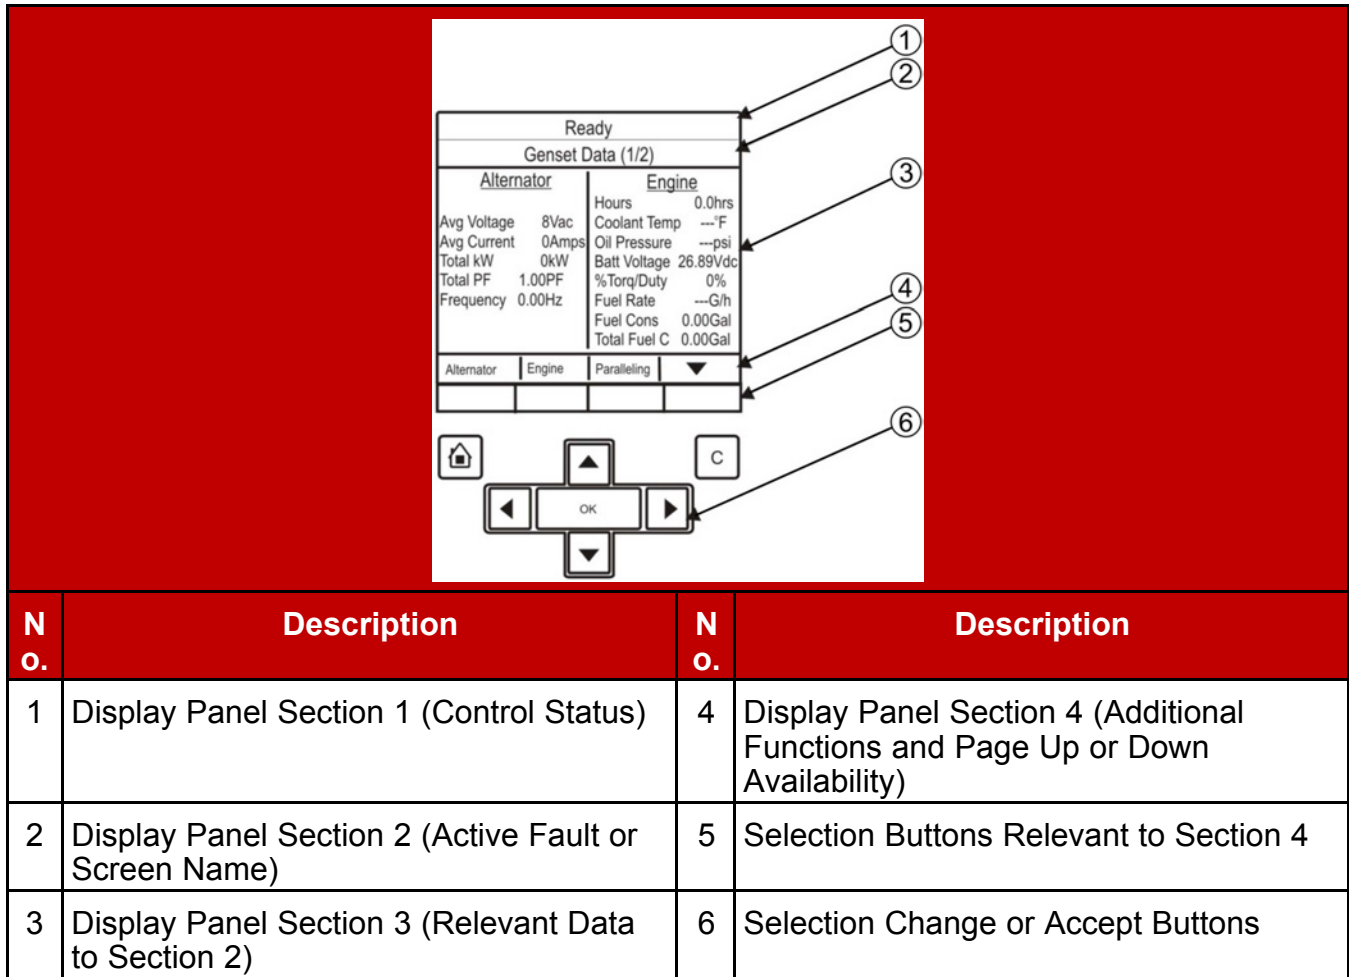 1
2
Ready
Genset Data (1/2)
3
Alternator
Avg Voltage 8Vac
Avg Current 0Amps
Total kW 0kW
Total PF 1.00PF
Frequency 0.00Hz
Engine
Hours 0.0hrs
Coolant Temp ---°F
Oil Pressure ---psi
Batt Voltage 26.89Vdc
%Torq/Duty 0%
Fuel Rate ---G/h
Fuel Cons 0.00Gal
Total Fuel C 0.00Gal
4
5
Alternator Engine Paralleling
6
C
OK
N
o.
Description
N
o.
Description
1
Display Panel Section 1 (Control Status)
4
Display Panel Section 4 (Additional
Functions and Page Up or Down
Availability)
2
Display Panel Section 2 (Active Fault or
Screen Name)
5
Selection Buttons Relevant to Section 4
3
Display Panel Section 3 (Relevant Data
to Section 2)
6
Selection Change or Accept Buttons